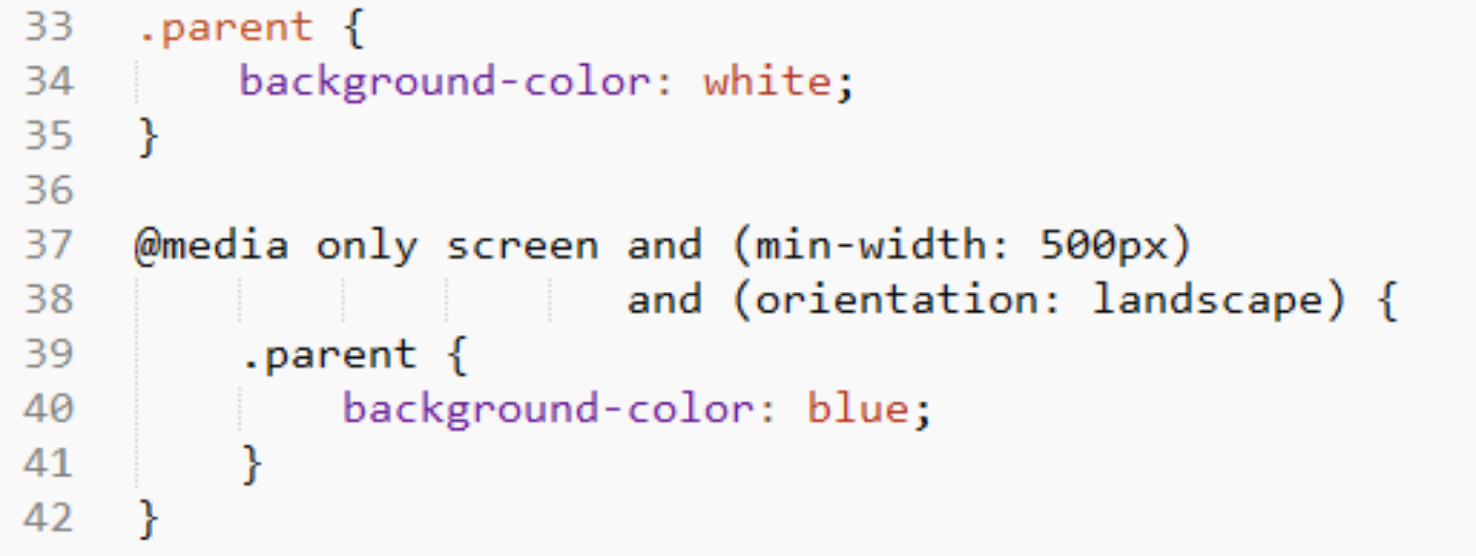 33 .parent {
34     background-color: white;
35 }
36
37 @media only screen and (min-width: 500px)
38                    and (orientation: landscape) {
39     .parent {
40         background-color: blue;
41     }
42 }